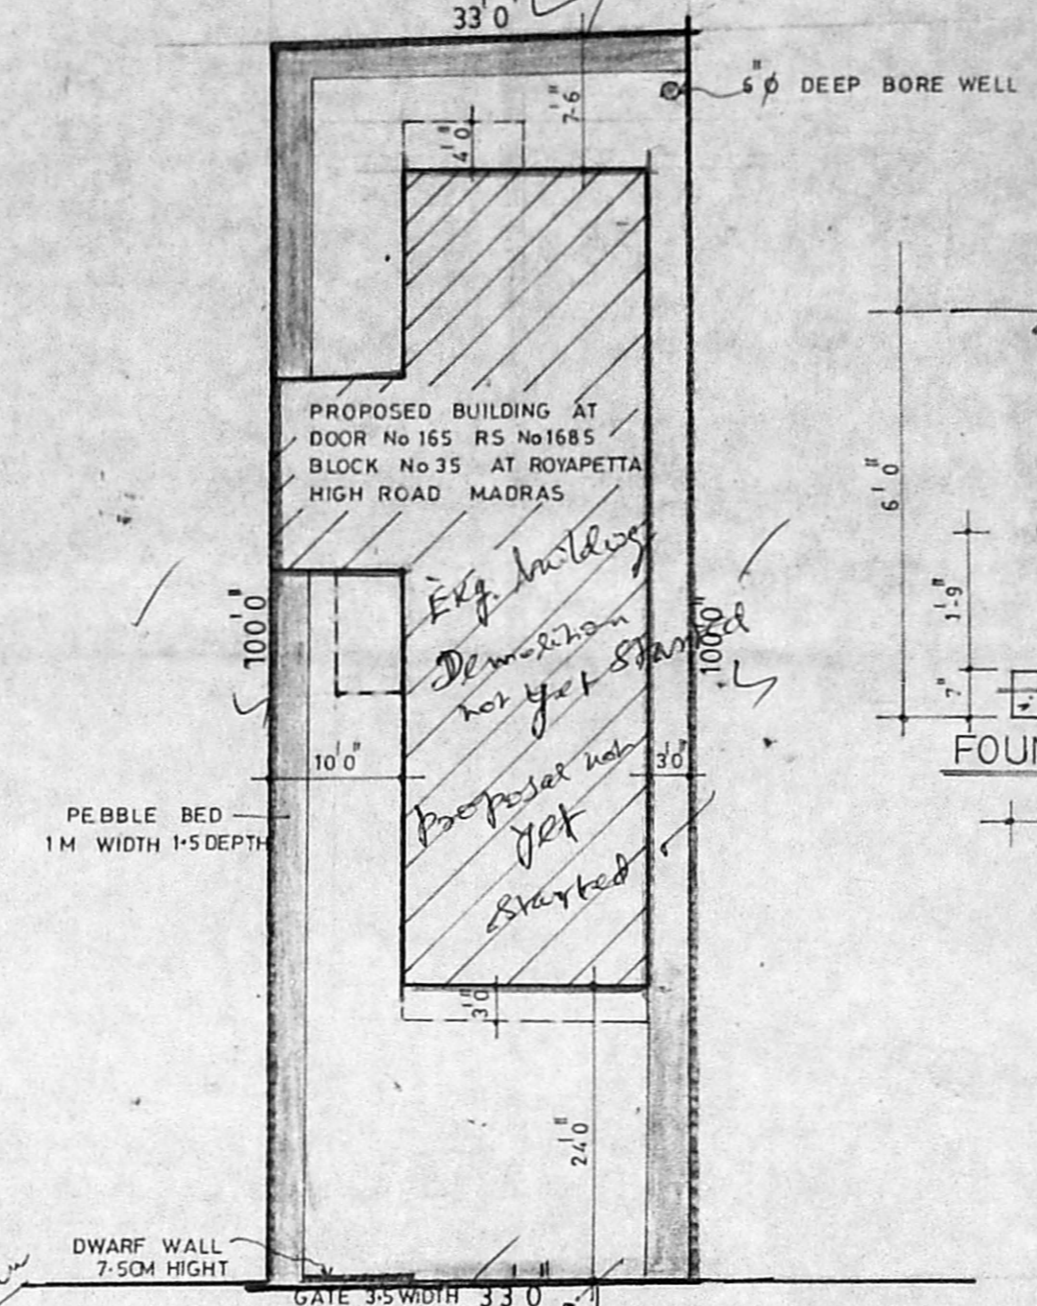 33'0"
6"ø DEEP BORE WELL
7'-6"
4'0"
PROPOSED BUILDING AT
DOOR No 165 RS No 1685
BLOCK No 35 AT ROYAPETTA
HIGH ROAD MADRAS
6'0"
Exg. building
Demolition
not yet started
100'0"
100'0"
1'-9"
7"
FOUN
10'0"
3'0"
proposal not
yet
started.
PEBBLE BED
1M WIDTH 1·5 DEPTH
3'0"
24'0"
DWARF WALL
7·5CM HIGHT
GATE 3·5 WIDTH 33'0"